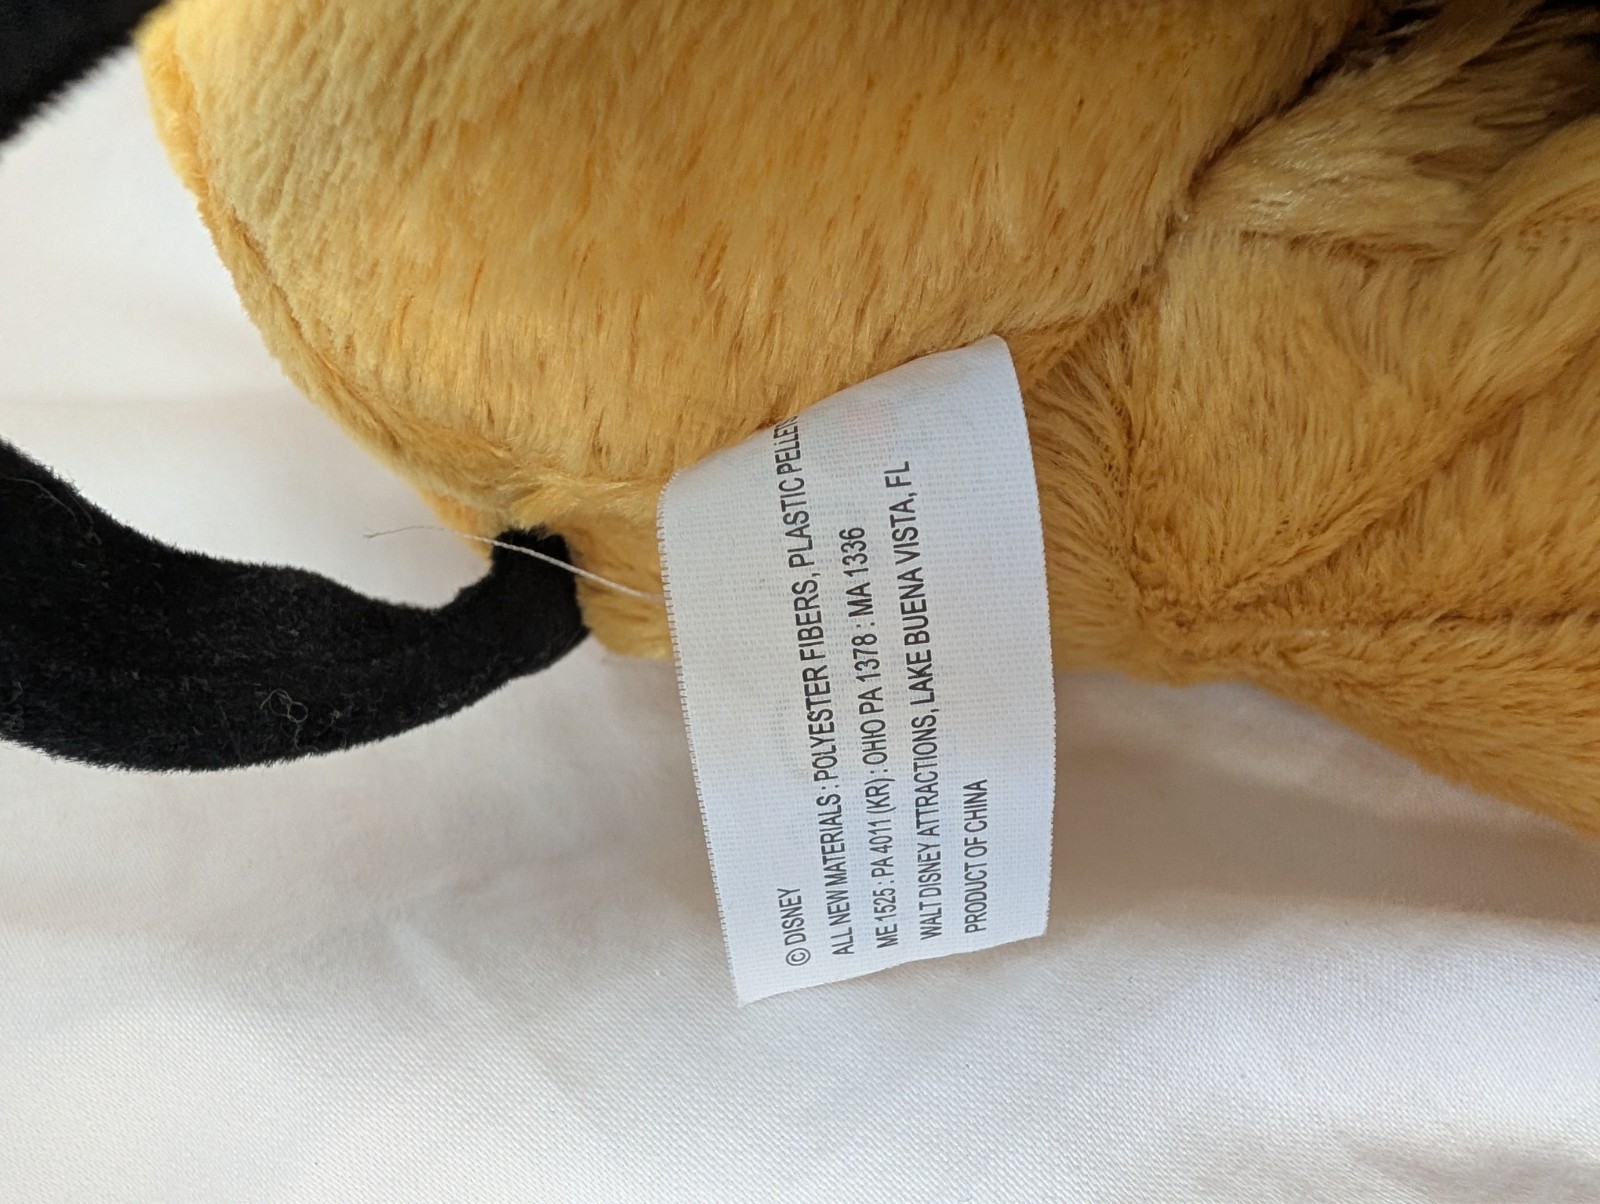 © DISNEY
ALL NEW MATERIALS : POLYESTER FIBERS, PLASTIC PELLETS
ME 1525 : PA 4011 (KR) : OHIO PA 1378 : MA 1336
WALT DISNEY ATTRACTIONS, LAKE BUENA VISTA, FL
PRODUCT OF CHINA